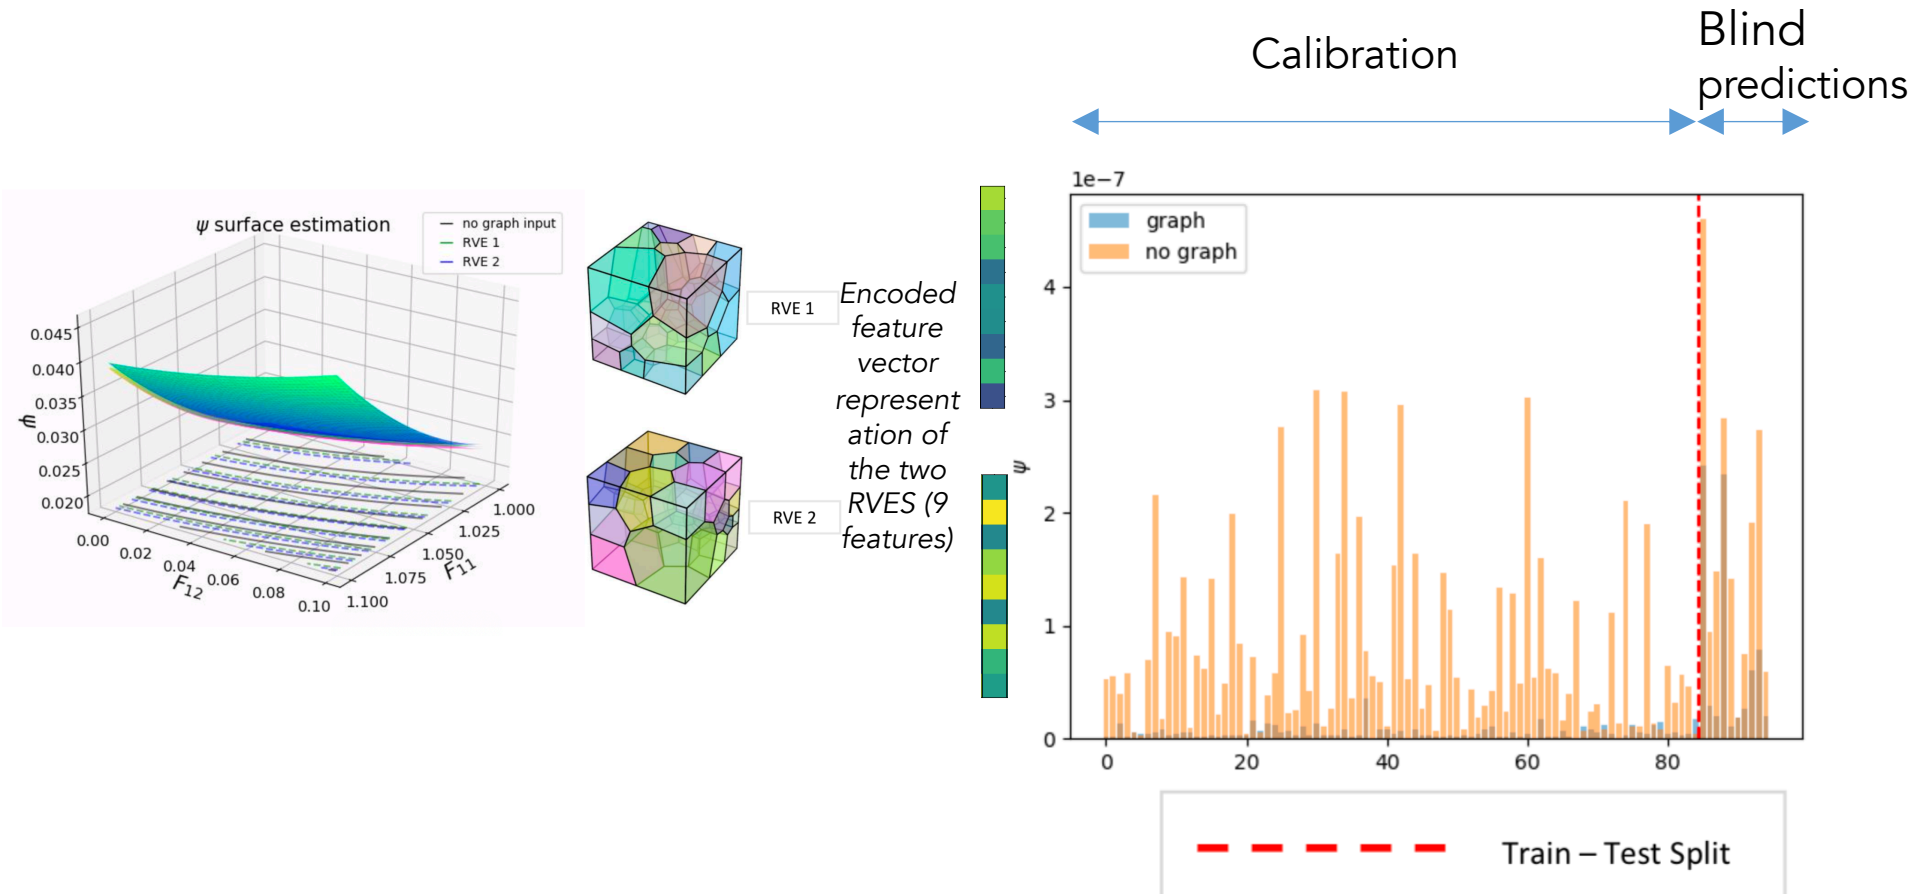 Calibration
Blind
predictions
ψ surface estimation
no graph input
RVE 1
RVE 2
0.045
0.040
0.035
0.030
0.025
0.020
ψ
0.00
0.02
0.04
0.06
0.08
0.10
F12
1.000
1.025
1.050
1.075
1.100
F11
RVE 1
RVE 2
Encoded
feature
vector
represent
ation of
the two
RVES (9
features)
1e−7
graph
no graph
4
3
2
1
0
ψ
0
20
40
60
80
Train – Test Split